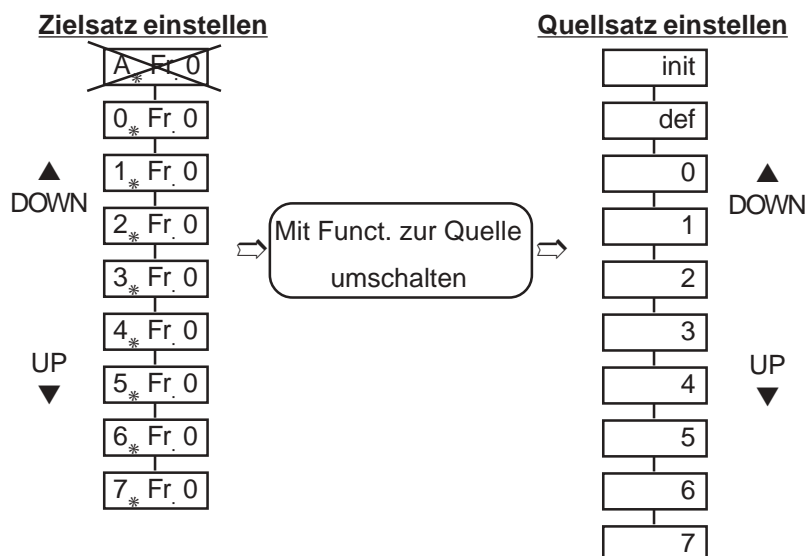 Zielsatz einstellen
A* Fr. 0
0* Fr. 0
1* Fr. 0
2* Fr. 0
3* Fr. 0
4* Fr. 0
5* Fr. 0
6* Fr. 0
7* Fr. 0
DOWN
UP
Mit Funct. zur Quelle
umschalten
Quellsatz einstellen
init
def
0
1
2
3
4
5
6
7
DOWN
UP